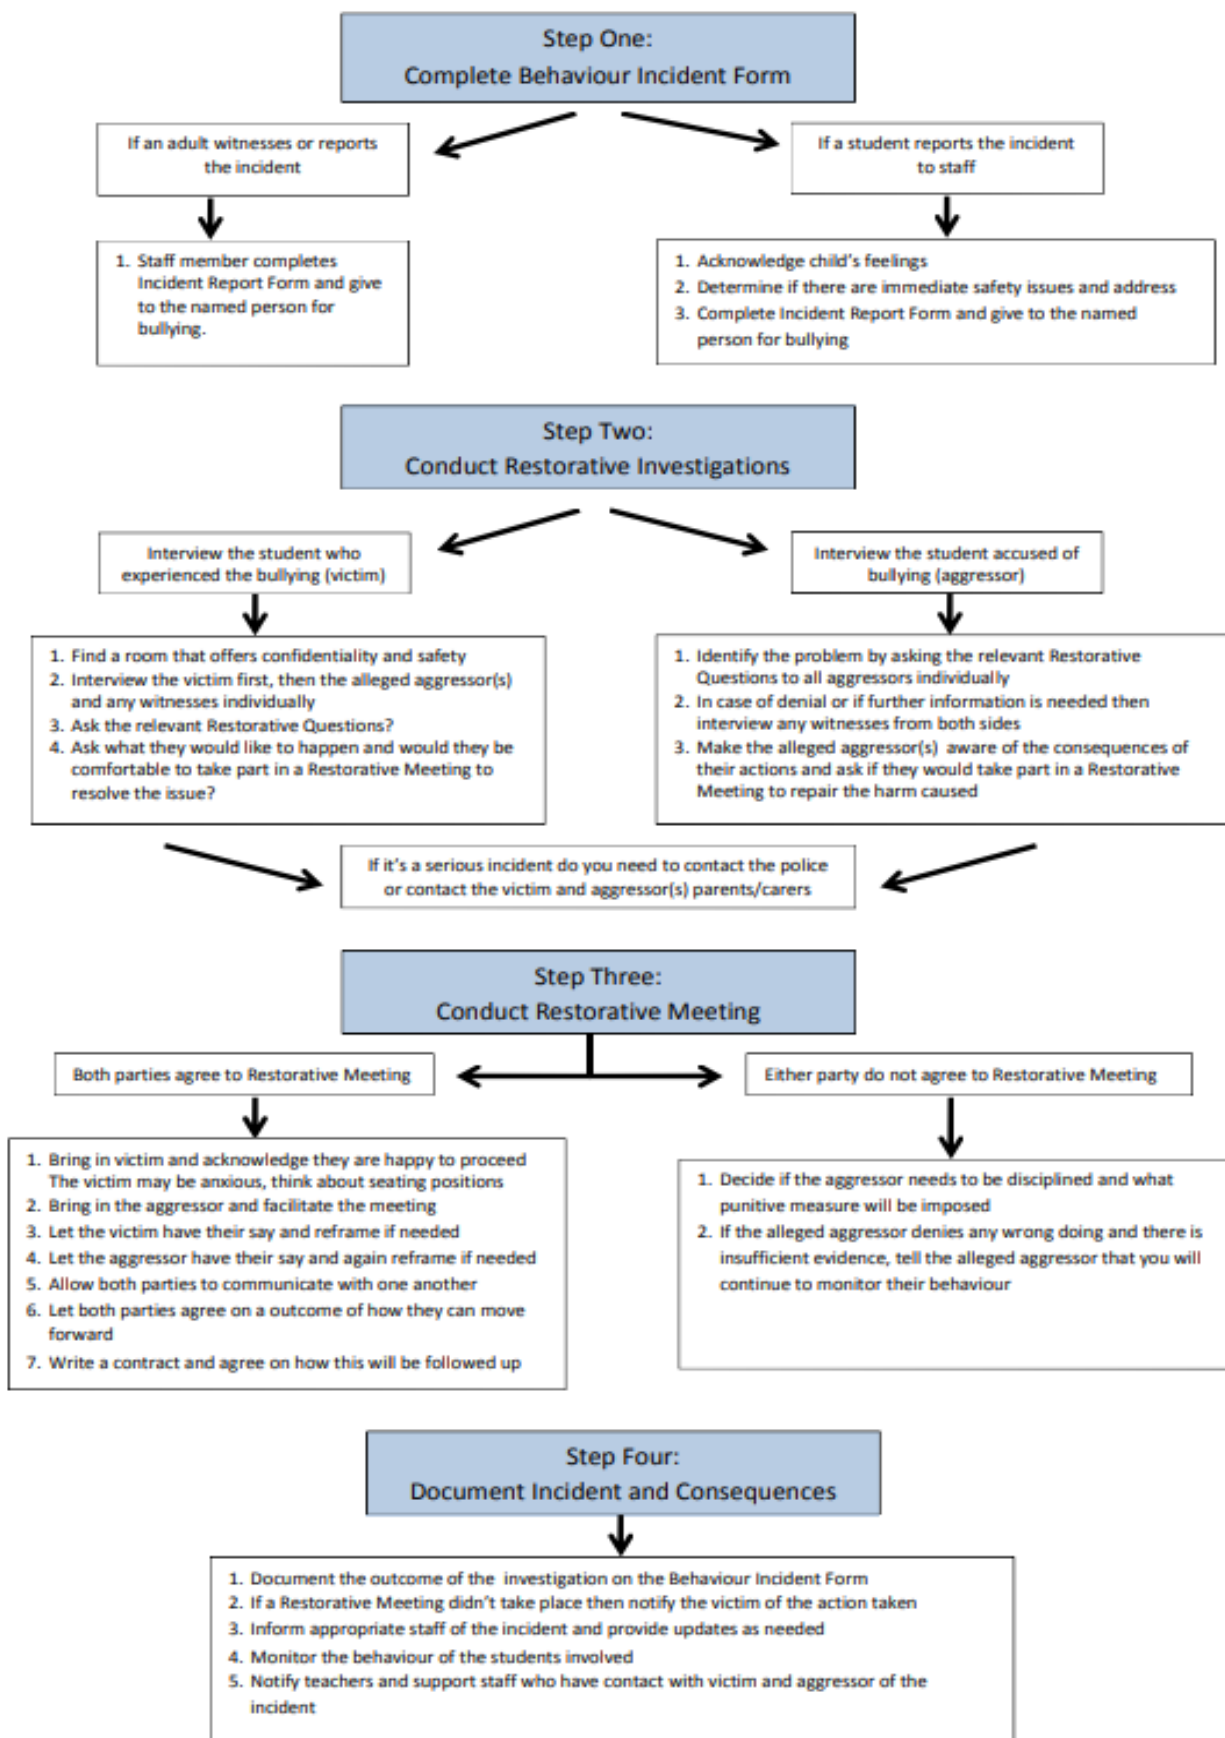 Step One:
Complete Behaviour Incident Form
If an adult witnesses or reports
the incident
If a student reports the incident
to staff
1. Staff member completes
Incident Report Form and give
to the named person for
bullying.
1. Acknowledge child's feelings
2. Determine if there are immediate safety issues and address
3. Complete Incident Report Form and give to the named
person for bullying
Step Two:
Conduct Restorative Investigations
Interview the student who
experienced the bullying (victim)
Interview the student accused of
bullying (aggressor)
1. Find a room that offers confidentiality and safety
2. Interview the victim first, then the alleged aggressor(s)
and any witnesses individually
3. Ask the relevant Restorative Questions?
4. Ask what they would like to happen and would they be
comfortable to take part in a Restorative Meeting to
resolve the issue?
1. Identify the problem by asking the relevant Restorative
Questions to all aggressors individually
2. In case of denial or if further information is needed then
interview any witnesses from both sides
3. Make the alleged aggressor(s) aware of the consequences of
their actions and ask if they would take part in a Restorative
Meeting to repair the harm caused
If it's a serious incident do you need to contact the police
or contact the victim and aggressor(s) parents/carers
Step Three:
Conduct Restorative Meeting
Both parties agree to Restorative Meeting
Either party do not agree to Restorative Meeting
1. Bring in victim and acknowledge they are happy to proceed
The victim may be anxious, think about seating positions
2. Bring in the aggressor and facilitate the meeting
3. Let the victim have their say and reframe if needed
4. Let the aggressor have their say and again reframe if needed
5. Allow both parties to communicate with one another
6. Let both parties agree on a outcome of how they can move
forward
7. Write a contract and agree on how this will be followed up
1. Decide if the aggressor needs to be disciplined and what
punitive measure will be imposed
2. If the alleged aggressor denies any wrong doing and there is
insufficient evidence, tell the alleged aggressor that you will
continue to monitor their behaviour
Step Four:
Document Incident and Consequences
1. Document the outcome of the investigation on the Behaviour Incident Form
2. If a Restorative Meeting didn't take place then notify the victim of the action taken
3. Inform appropriate staff of the incident and provide updates as needed
4. Monitor the behaviour of the students involved
5. Notify teachers and support staff who have contact with victim and aggressor of the
incident